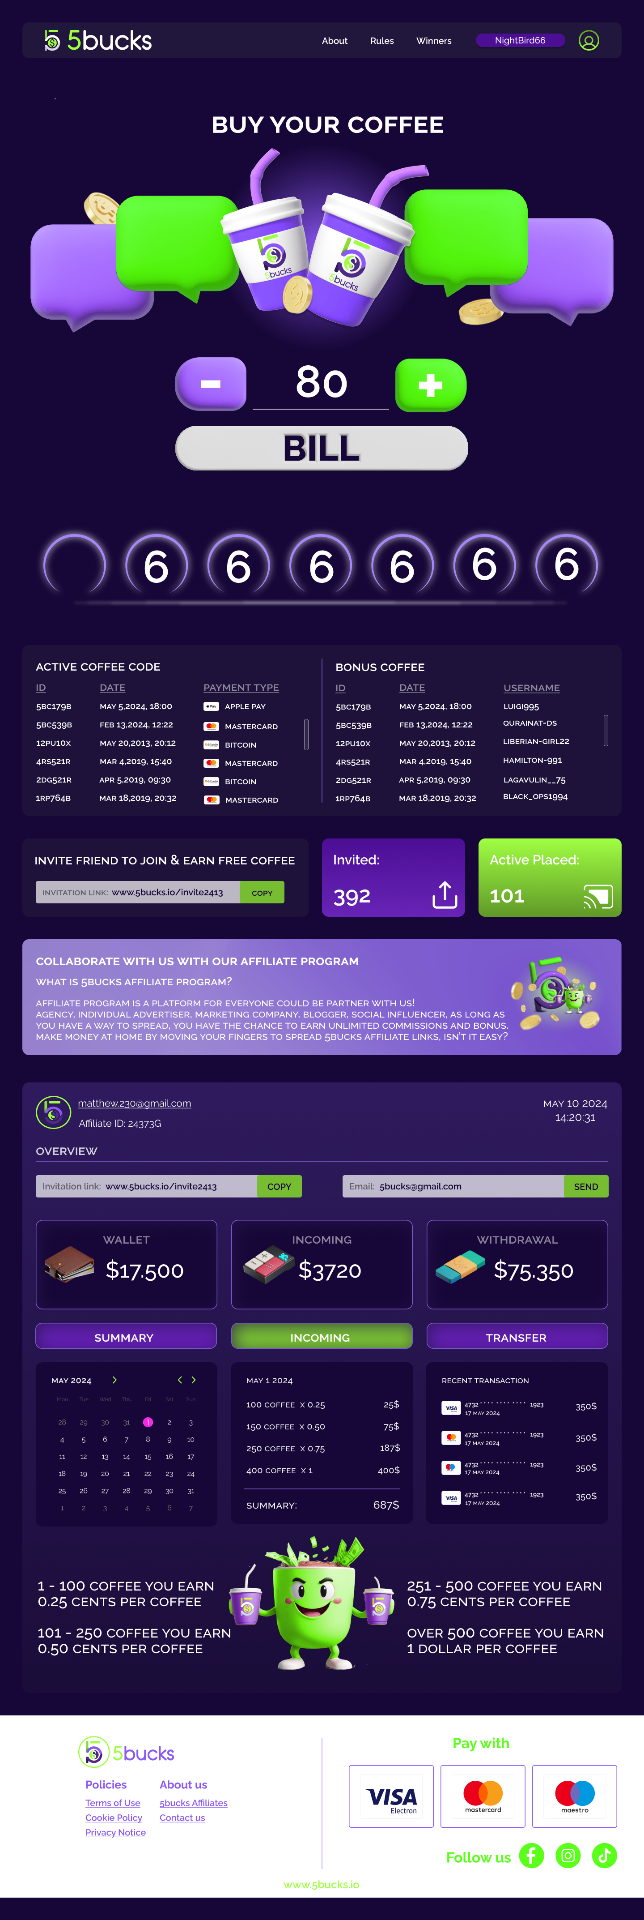 5bucks
About Rules Winners NightBird66
BUY YOUR COFFEE
5bucks 5bucks
- 80 +
BILL
6 6 6 6 6 6
ACTIVE COFFEE CODE
ID DATE PAYMENT TYPE
5BC179B MAY 5,2024, 18:00 APPLE PAY
5BC539B FEB 13,2024, 12:22 MASTERCARD
12PU10X MAY 20,2013, 20:12 BITCOIN
4RS521R MAR 4,2019, 15:40 MASTERCARD
2DG521R APR 5,2019, 09:30 BITCOIN
1RP764B MAR 18,2019, 20:32 MASTERCARD
BONUS COFFEE
ID DATE USERNAME
5BC179B MAY 5,2024, 18:00 LUIGI995
5BC539B FEB 13,2024, 12:22 QURAINAT-DS
12PU10X MAY 20,2013, 20:12 LIBERIAN-GIRL22
4RS521R MAR 4,2019, 15:40 HAMILTON-991
2DG521R APR 5,2019, 09:30 LAGAVULIN__75
1RP764B MAR 18,2019, 20:32 BLACK_OPS1994
INVITE FRIEND TO JOIN & EARN FREE COFFEE
INVITATION LINK: www.5bucks.io/invite2413 COPY
Invited:
392
Active Placed:
101
COLLABORATE WITH US WITH OUR AFFILIATE PROGRAM
WHAT IS 5BUCKS AFFILIATE PROGRAM?
AFFILIATE PROGRAM IS A PLATFORM FOR EVERYONE COULD BE PARTNER WITH US!
AGENCY, INDIVIDUAL ADVERTISER, MARKETING COMPANY, BLOGGER, SOCIAL INFLUENCER, AS LONG AS
YOU HAVE A WAY TO SPREAD, YOU HAVE THE CHANCE TO EARN UNLIMITED COMMISSIONS AND BONUS,
MAKE MONEY AT HOME BY MOVING YOUR FINGERS TO SPREAD 5BUCKS AFFILIATE LINKS, ISN'T IT EASY?
matthew.230@gmail.com
Affiliate ID: 24373G
MAY 10 2024
14:20:31
OVERVIEW
Invitation link: www.5bucks.io/invite2413 COPY
Email: 5bucks@gmail.com SEND
WALLET
$17.500
INCOMING
$3720
WITHDRAWAL
$75.350
SUMMARY INCOMING TRANSFER
MAY 2024
Mon Tue Wed Thu Fri Sat Sun
28 29 30 31 1 2 3
4 5 6 7 8 9 10
11 12 13 14 15 16 17
18 19 20 21 22 23 24
25 26 27 28 29 30 31
1 2 3 4 5 6 7
MAY 1 2024
100 COFFEE X 0.25 25$
150 COFFEE X 0.50 75$
250 COFFEE X 0.75 187$
400 COFFEE X 1 400$
SUMMARY: 687$
RECENT TRANSACTION
VISA 4732 **** **** **** 1923 350$
17 MAY 2024
4732 **** **** **** 1923 350$
17 MAY 2024
4732 **** **** **** 1923 350$
17 MAY 2024
VISA 4732 **** **** **** 1923 350$
17 MAY 2024
1 - 100 COFFEE YOU EARN
0.25 CENTS PER COFFEE
101 - 250 COFFEE YOU EARN
0.50 CENTS PER COFFEE
251 - 500 COFFEE YOU EARN
0.75 CENTS PER COFFEE
OVER 500 COFFEE YOU EARN
1 DOLLAR PER COFFEE
5bucks
Policies About us
Terms of Use 5bucks Affiliates
Cookie Policy Contact us
Privacy Notice
Pay with
VISA
Electron
mastercard
maestro
Follow us
www.5bucks.io